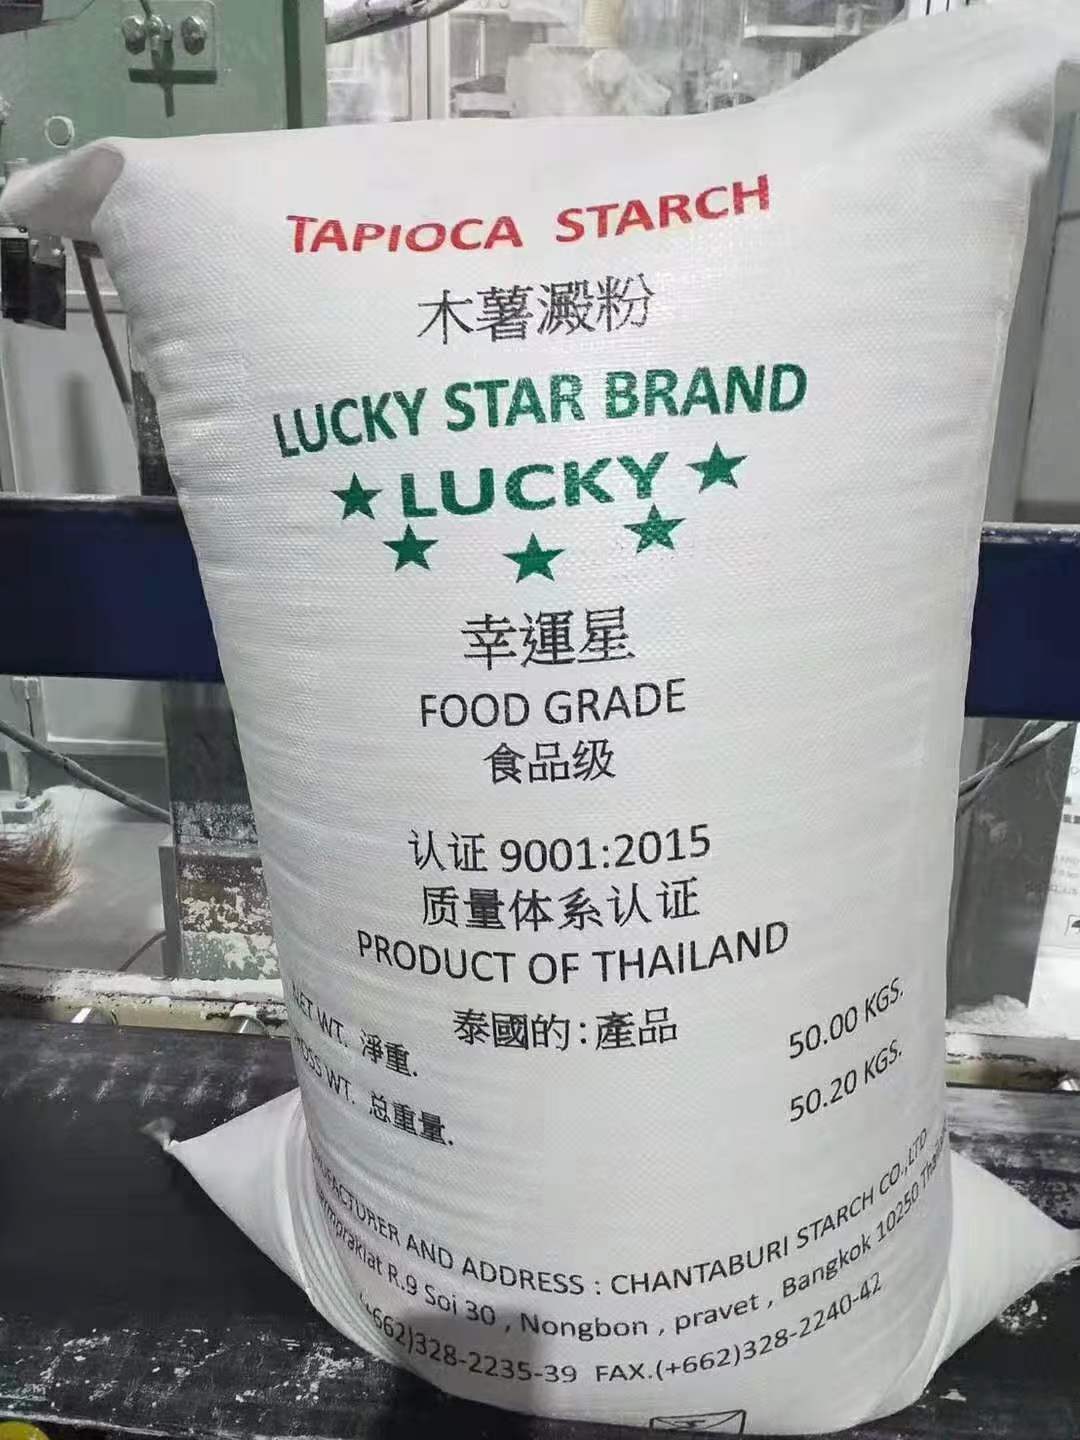 TAPIOCA STARCH
木薯澱粉
LUCKY STAR BRAND
LUCKY
幸運星
FOOD GRADE
食品级
认证 9001:2015
质量体系认证
PRODUCT OF THAILAND
泰國的:產品
NET WT. 淨重. 50.00 KGS.
WT. 总重量. 50.20 KGS.
AND ADDRESS : CHANTABURI STARCH CO.,LTD
R.9 Soi 30 , Nongbon , pravet , Bangkok 10250
(+662)328-2235-39 FAX.(+662)328-2240-42